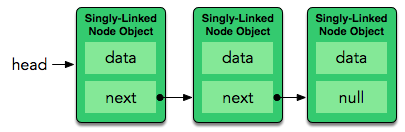 Singly-Linked
Node Object
data
next
Singly-Linked
Node Object
data
next
Singly-Linked
Node Object
data
null
head